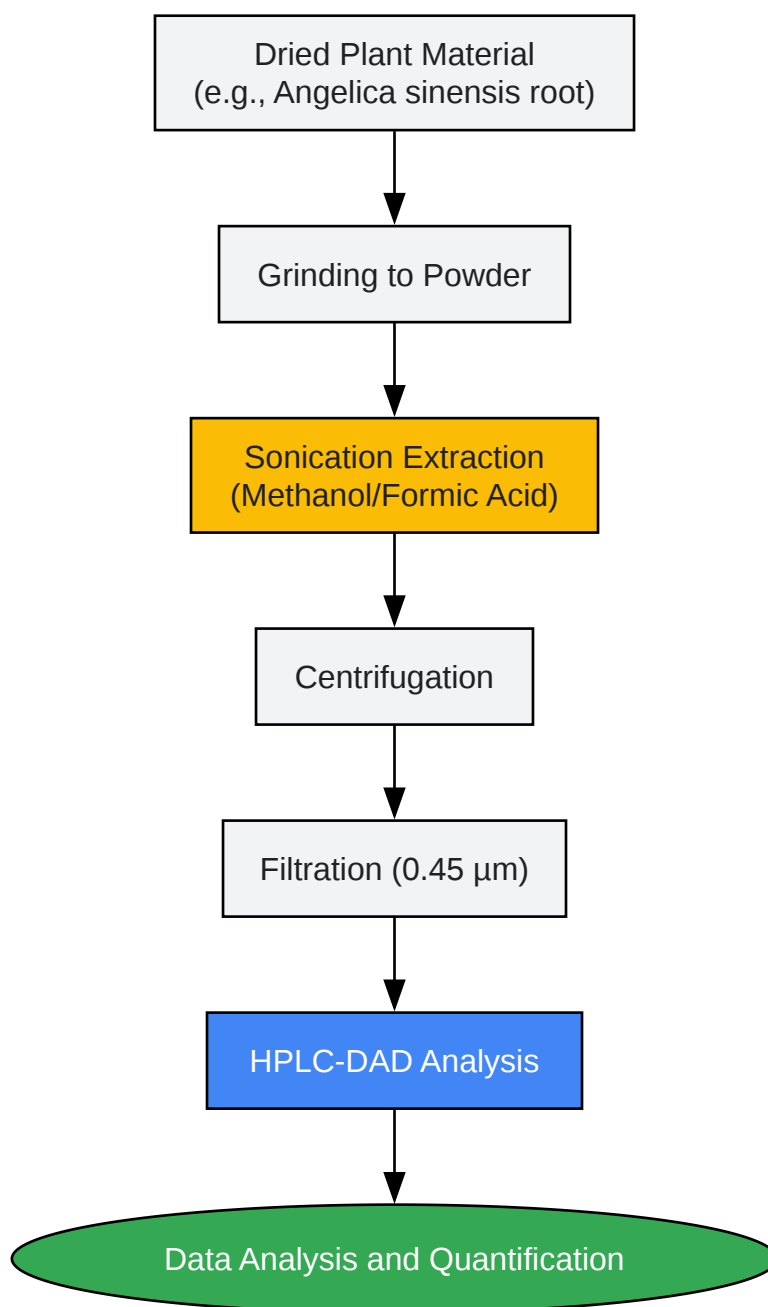 Dried Plant Material
(e.g., Angelica sinensis root)
Grinding to Powder
Sonication Extraction
(Methanol/Formic Acid)
Centrifugation
Filtration (0.45 µm)
HPLC-DAD Analysis
Data Analysis and Quantification